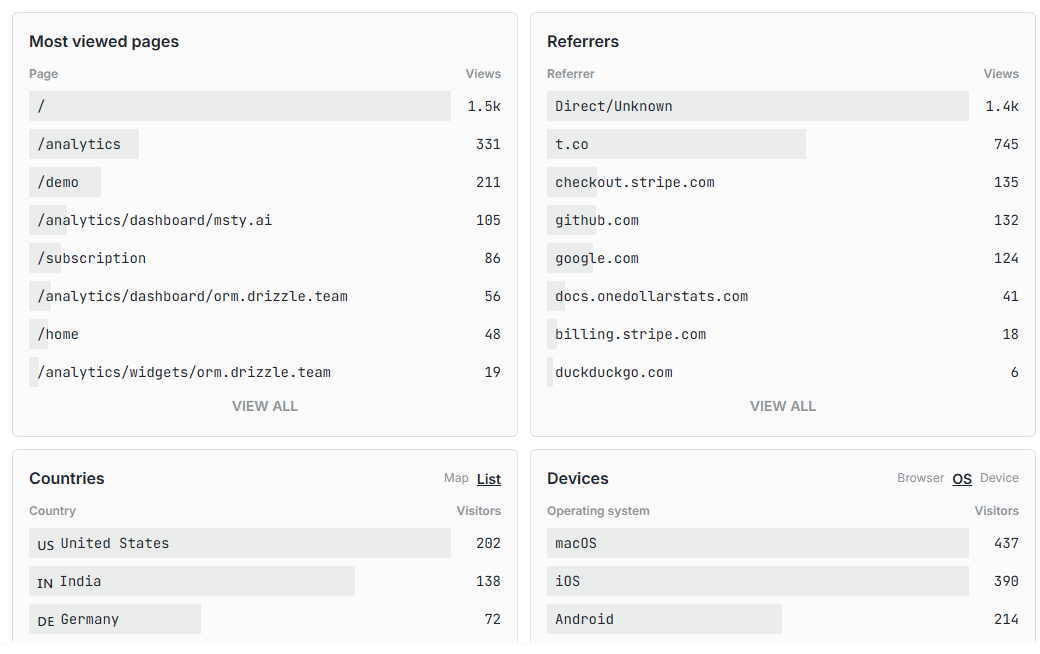 Most viewed pages
Page Views
/ 1.5k
/analytics 331
/demo 211
/analytics/dashboard/msty.ai 105
/subscription 86
/analytics/dashboard/orm.drizzle.team 56
/home 48
/analytics/widgets/orm.drizzle.team 19
VIEW ALL
Referrers
Referrer Views
Direct/Unknown 1.4k
t.co 745
checkout.stripe.com 135
github.com 132
google.com 124
docs.onedollarstats.com 41
billing.stripe.com 18
duckduckgo.com 6
VIEW ALL
Countries Map List
Country Visitors
US United States 202
IN India 138
DE Germany 72
Devices Browser OS Device
Operating system Visitors
macOS 437
iOS 390
Android 214